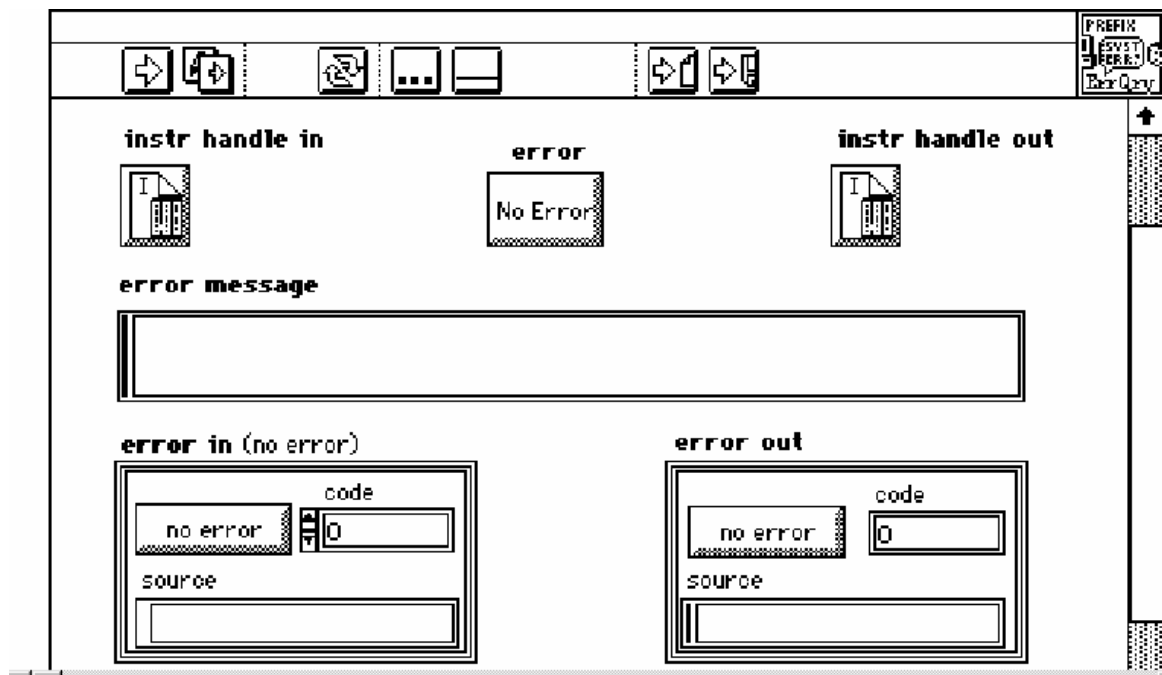 PREFIX
SYST
ERR?
Err Qry
instr handle in
error
instr handle out
I
No Error
I
error message
error in (no error)
error out
code
code
no error
0
no error
0
source
source